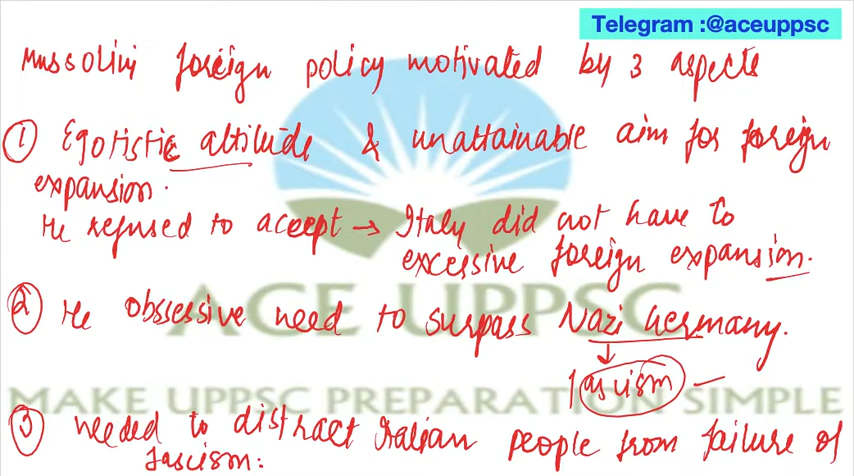 Telegram :@aceuppsc
Mussolini foreign policy motivated by 3 aspects
① Egotistic attitude & unattainable aim for foreign
expansion.
He refused to accept → Italy did not have to
excessive foreign expansion.
② He obssessive need to surpass Nazi Germany.
↓
fascism –
③ needed to distract Italian people from failure of
fascism.
ACE UPPSC
MAKE UPPSC PREPARATION SIMPLE